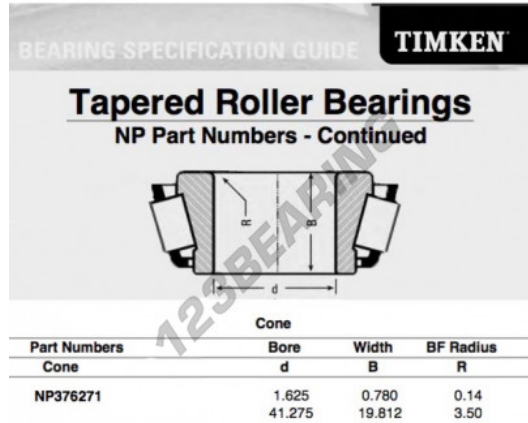 BEARING SPECIFICATION GUIDE
TIMKEN
Tapered Roller Bearings
NP Part Numbers - Continued
R
B
d
123BEARING
Cone
Part Numbers Bore Width BF Radius
Cone d B R
NP376271 1.625 0.780 0.14
41.275 19.812 3.50